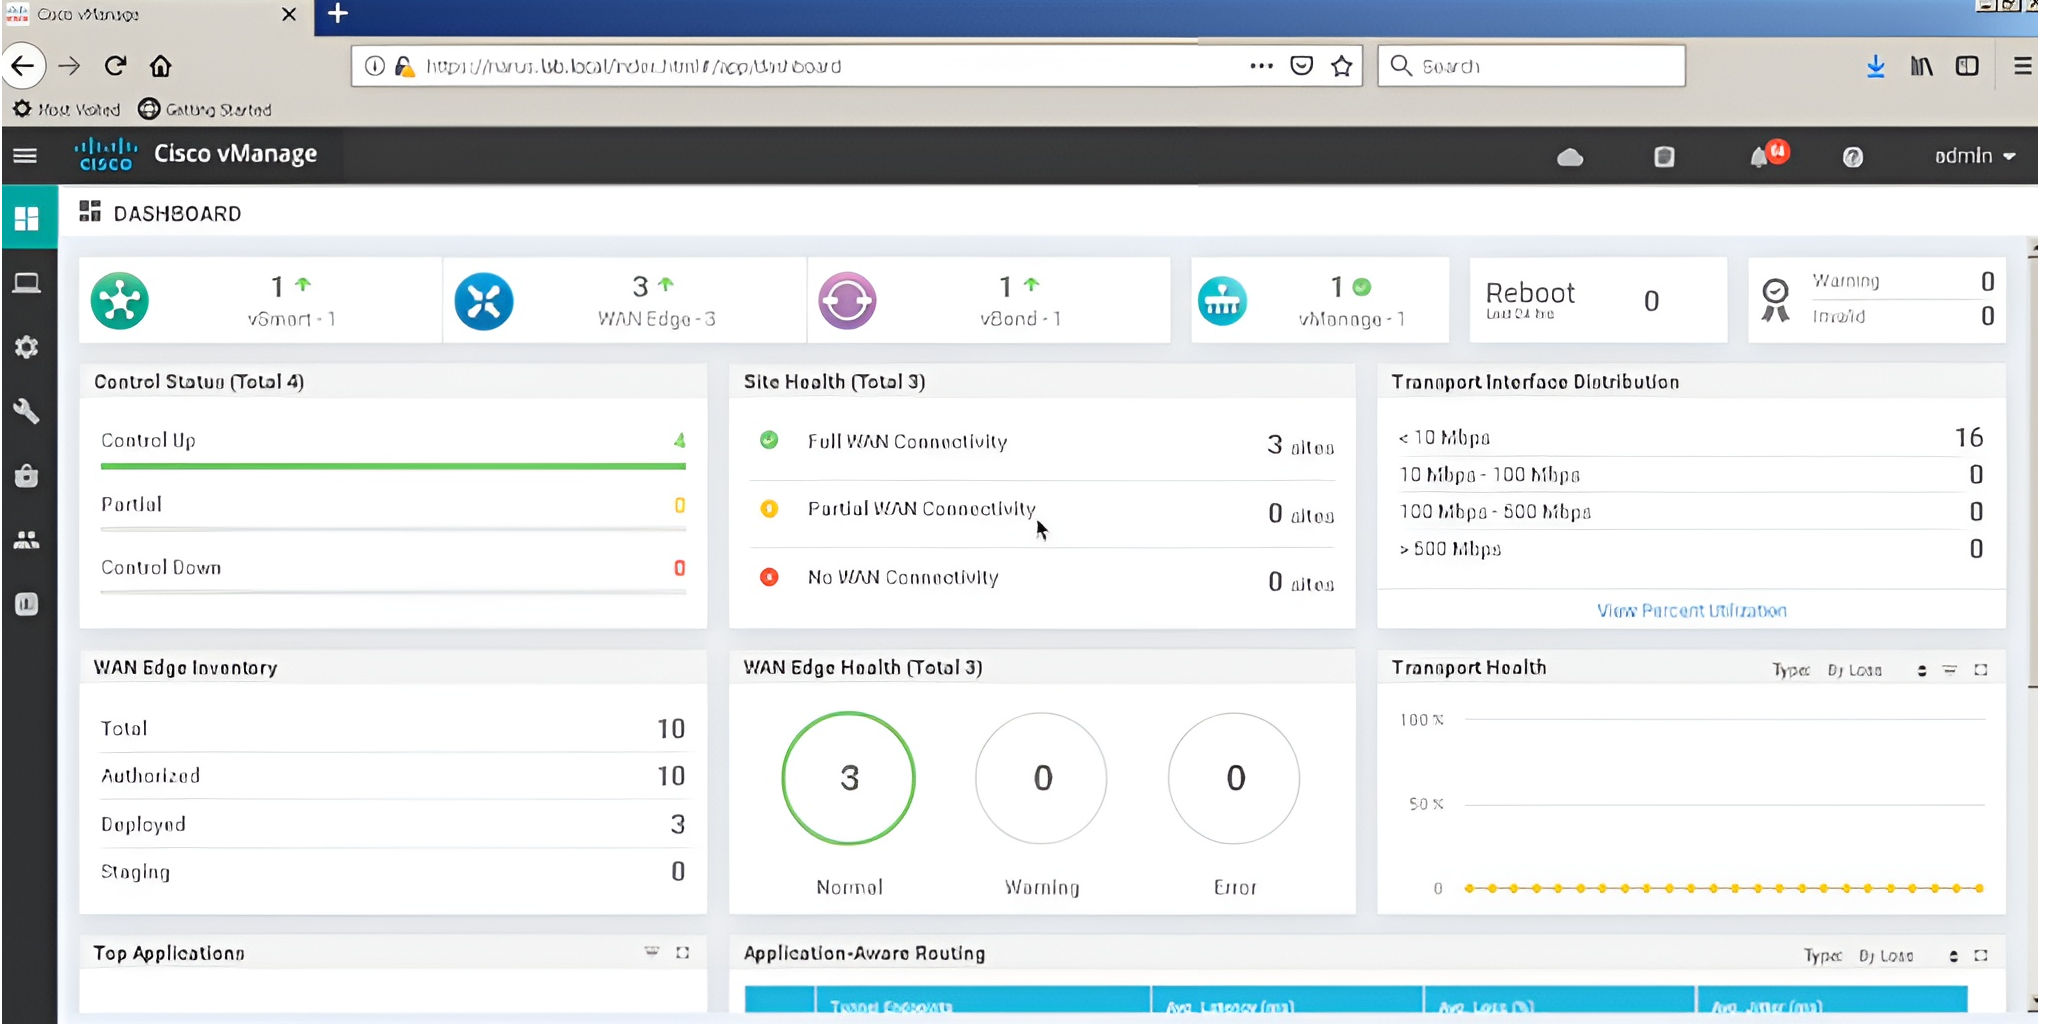 Cisco vManage
Search
Most Visited
Getting Started
CISCO
Cisco vManage
admin
DASHBOARD
1
vSmart - 1
3
WAN Edge - 3
1
vBond - 1
1
vManage - 1
Reboot
Last 24 hrs
0
Warning 0
Invalid 0
Control Status (Total 4)
Control Up 4
Partial 0
Control Down 0
Site Health (Total 3)
Full WAN Connectivity 3 sites
Partial WAN Connectivity 0 sites
No WAN Connectivity 0 sites
Transport Interface Distribution
< 10 Mbps 16
10 Mbps - 100 Mbps 0
100 Mbps - 500 Mbps 0
> 500 Mbps 0
View Percent Utilization
WAN Edge Inventory
Total 10
Authorized 10
Deployed 3
Staging 0
WAN Edge Health (Total 3)
3
0
0
Normal
Warning
Error
Transport Health
Type: By Loss
100 %
50 %
0
Top Applications
Application-Aware Routing
Type: By Loss
Tunnel Endpoints
Avg. Latency (ms)
Avg. Loss (%)
Avg. Jitter (ms)